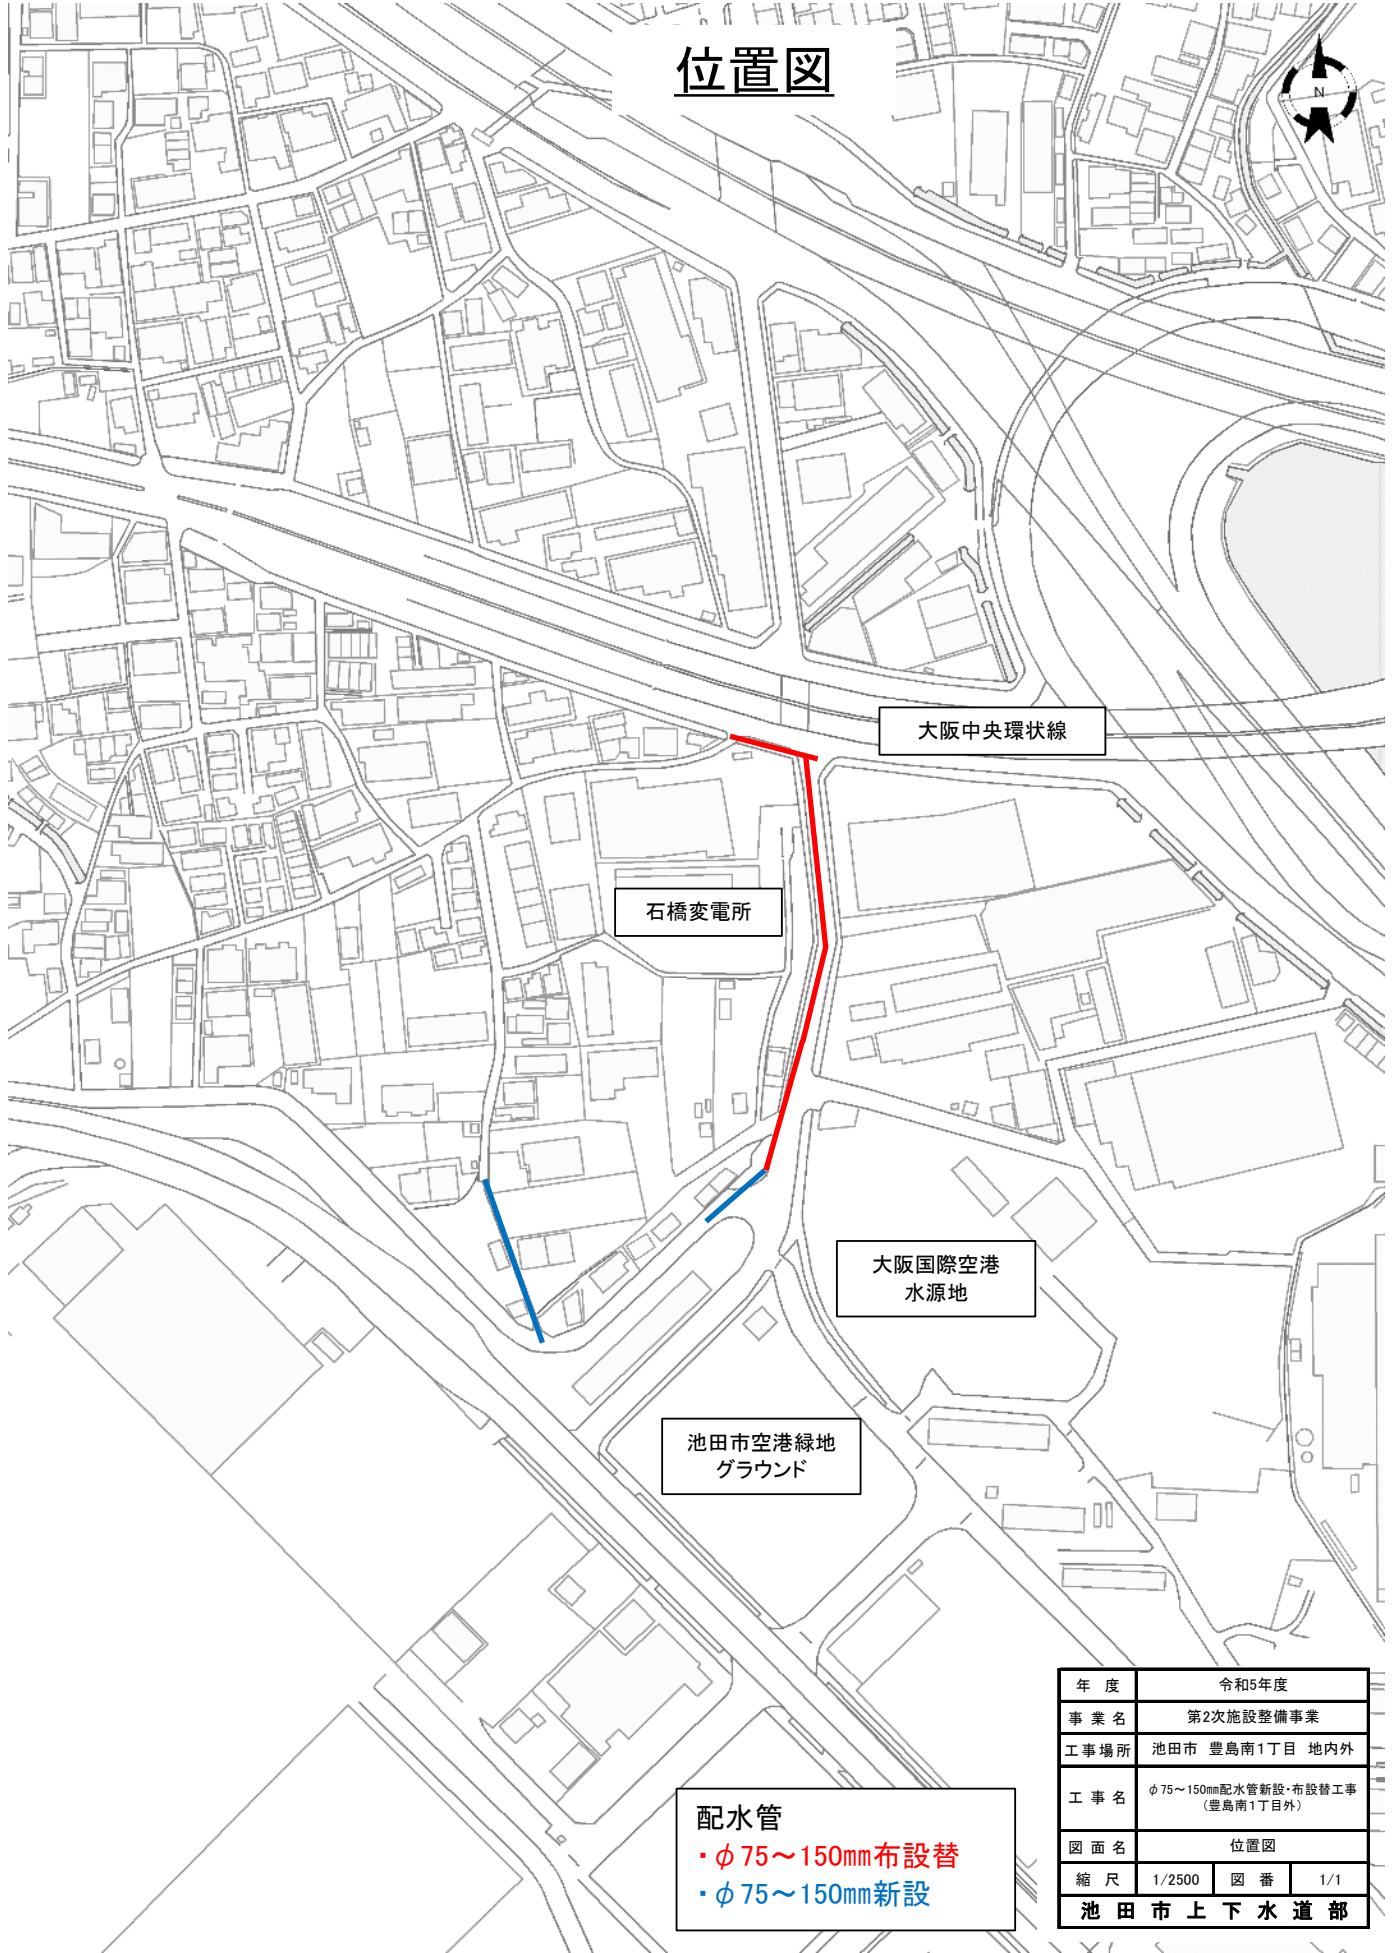 位置図
N
大阪中央環状線
石橋変電所
大阪国際空港
水源地
池田市空港緑地
グラウンド
配水管
・φ75～150mm布設替
・φ75～150mm新設
年 度 令和5年度
事 業 名 第2次施設整備事業
工事場所 池田市 豊島南1丁目 地内外
工 事 名 φ75～150mm配水管新設・布設替工事
（豊島南1丁目外）
図 面 名 位置図
縮 尺 1/2500 図 番 1/1
池 田 市 上 下 水 道 部